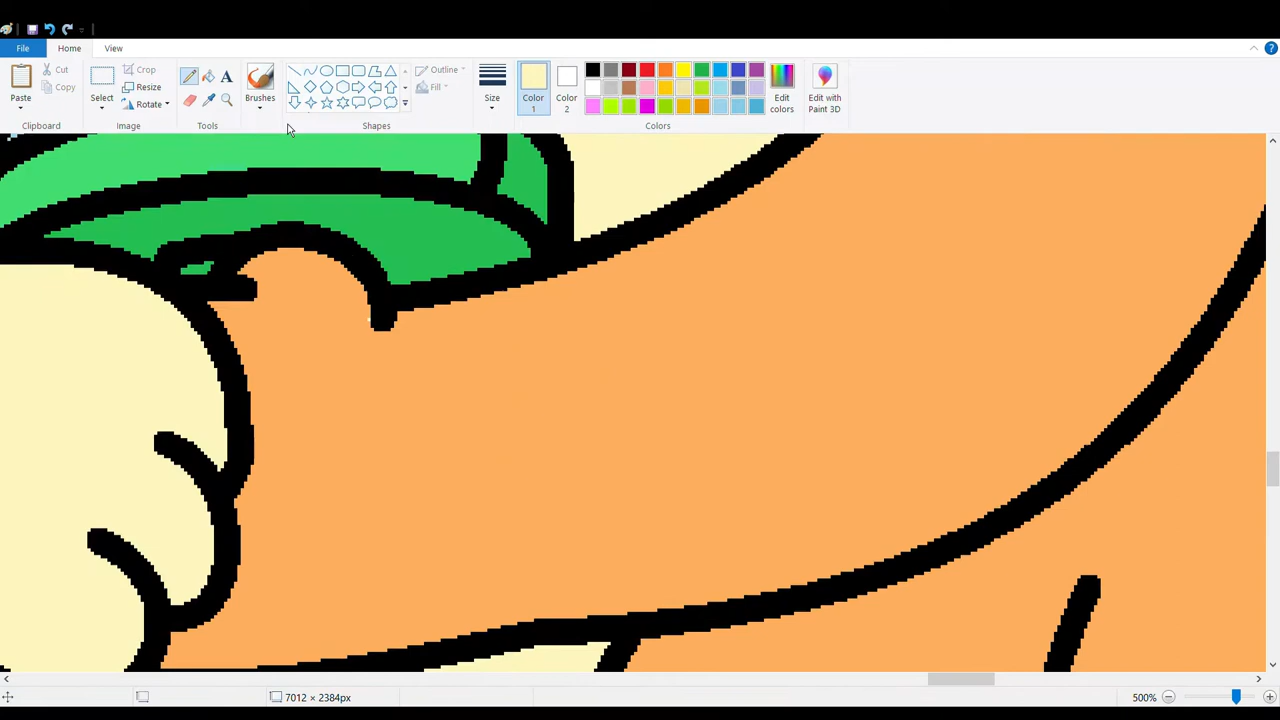 File Home View
Paste Cut Copy Clipboard
Select Crop Resize Rotate Image
A Tools
Brushes
Outline Fill Shapes
Size
Color 1 Color 2 Edit colors Colors
Edit with Paint 3D
7012 × 2384px 500%